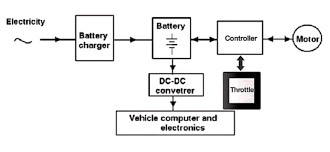 Electricity
Battery
charger
Battery
Controller
Motor
DC-DC
convetrer
Throttle
Vehicle computer and
electronics